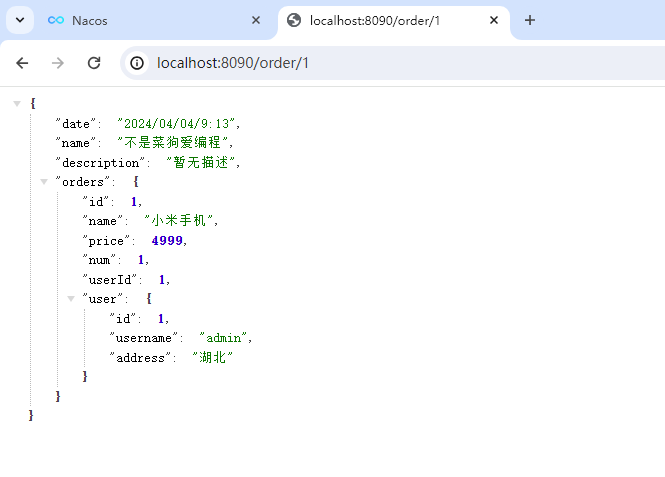 Nacos
localhost:8090/order/1
localhost:8090/order/1
{
"date": "2024/04/04/9:13",
"name": "不是菜狗爱编程",
"description": "暂无描述",
"orders": {
"id": 1,
"name": "小米手机",
"price": 4999,
"num": 1,
"userId": 1,
"user": {
"id": 1,
"username": "admin",
"address": "湖北"
}
}
}